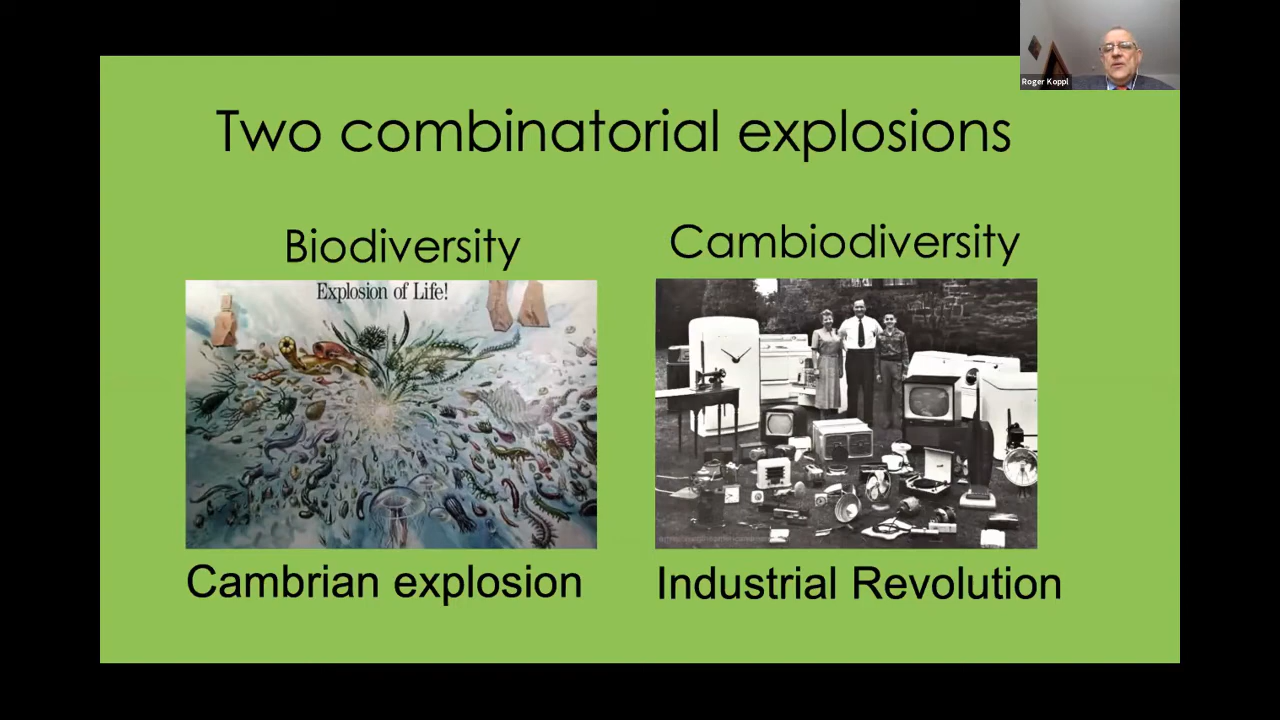 Roger Koppl
Two combinatorial explosions
Biodiversity
Cambiodiversity
Explosion of Life!
Cambrian explosion
Industrial Revolution